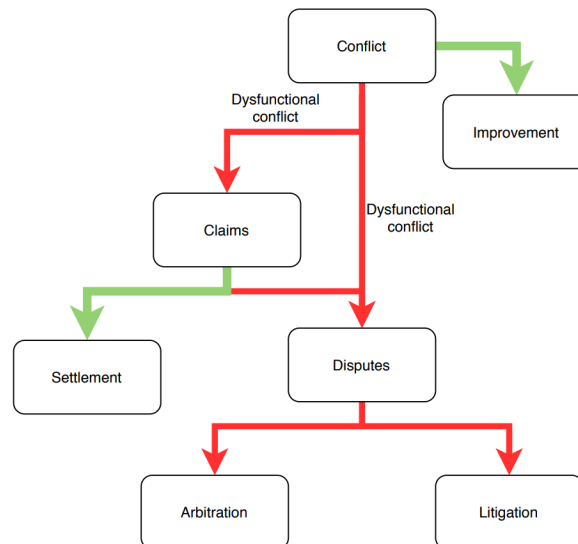 Conflict
Dysfunctional
conflict
Improvement
Claims
Dysfunctional
conflict
Settlement
Disputes
Arbitration
Litigation